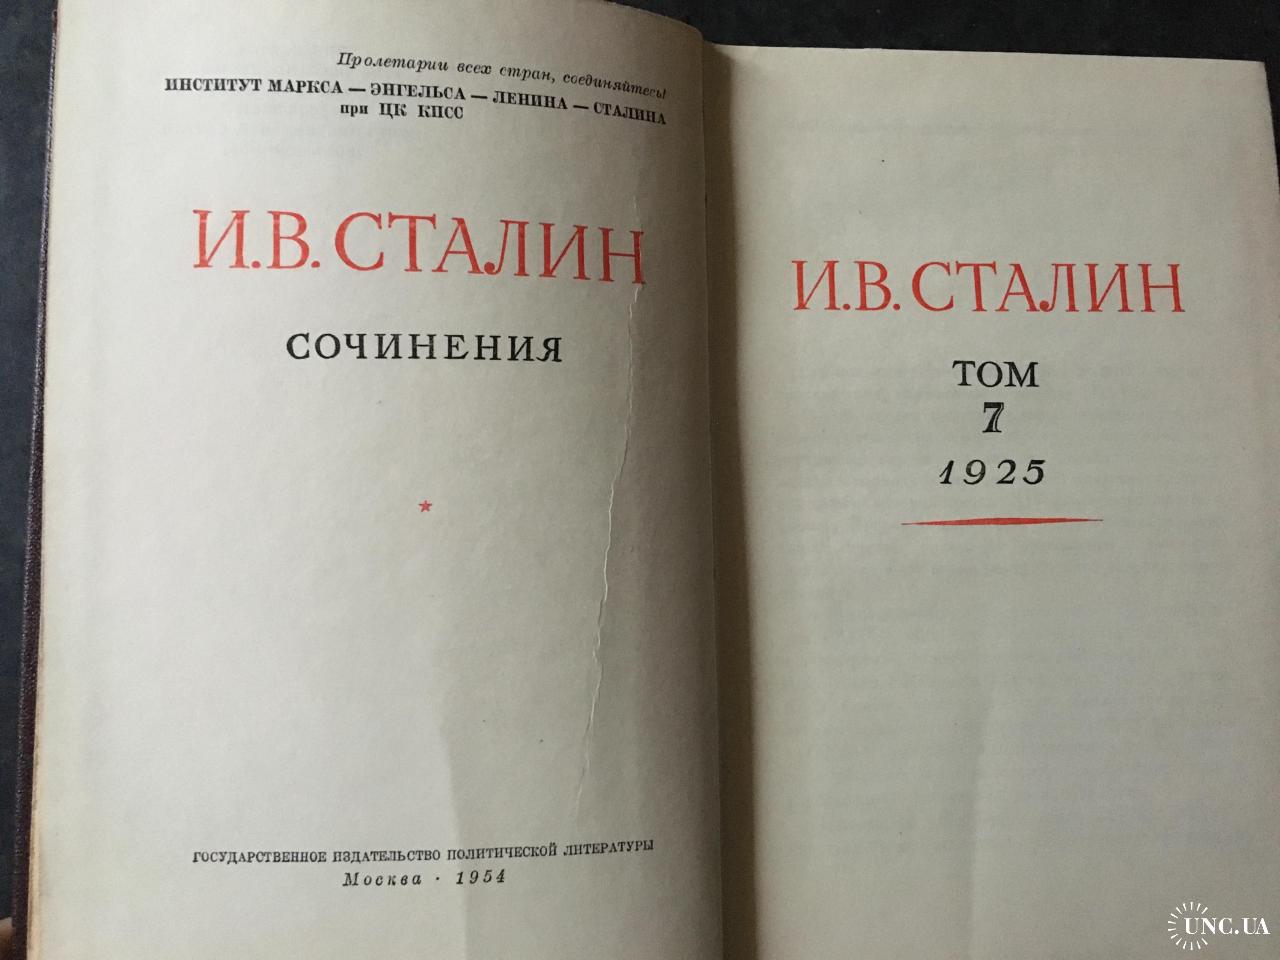 Пролетарии всех стран, соединяйтесь!
ИНСТИТУТ МАРКСА — ЭНГЕЛЬСА — ЛЕНИНА — СТАЛИНА
при ЦК КПСС
И.В. СТАЛИН
СОЧИНЕНИЯ
ГОСУДАРСТВЕННОЕ ИЗДАТЕЛЬСТВО ПОЛИТИЧЕСКОЙ ЛИТЕРАТУРЫ
Москва · 1954
И.В. СТАЛИН
ТОМ
7
1925
UNC.UA